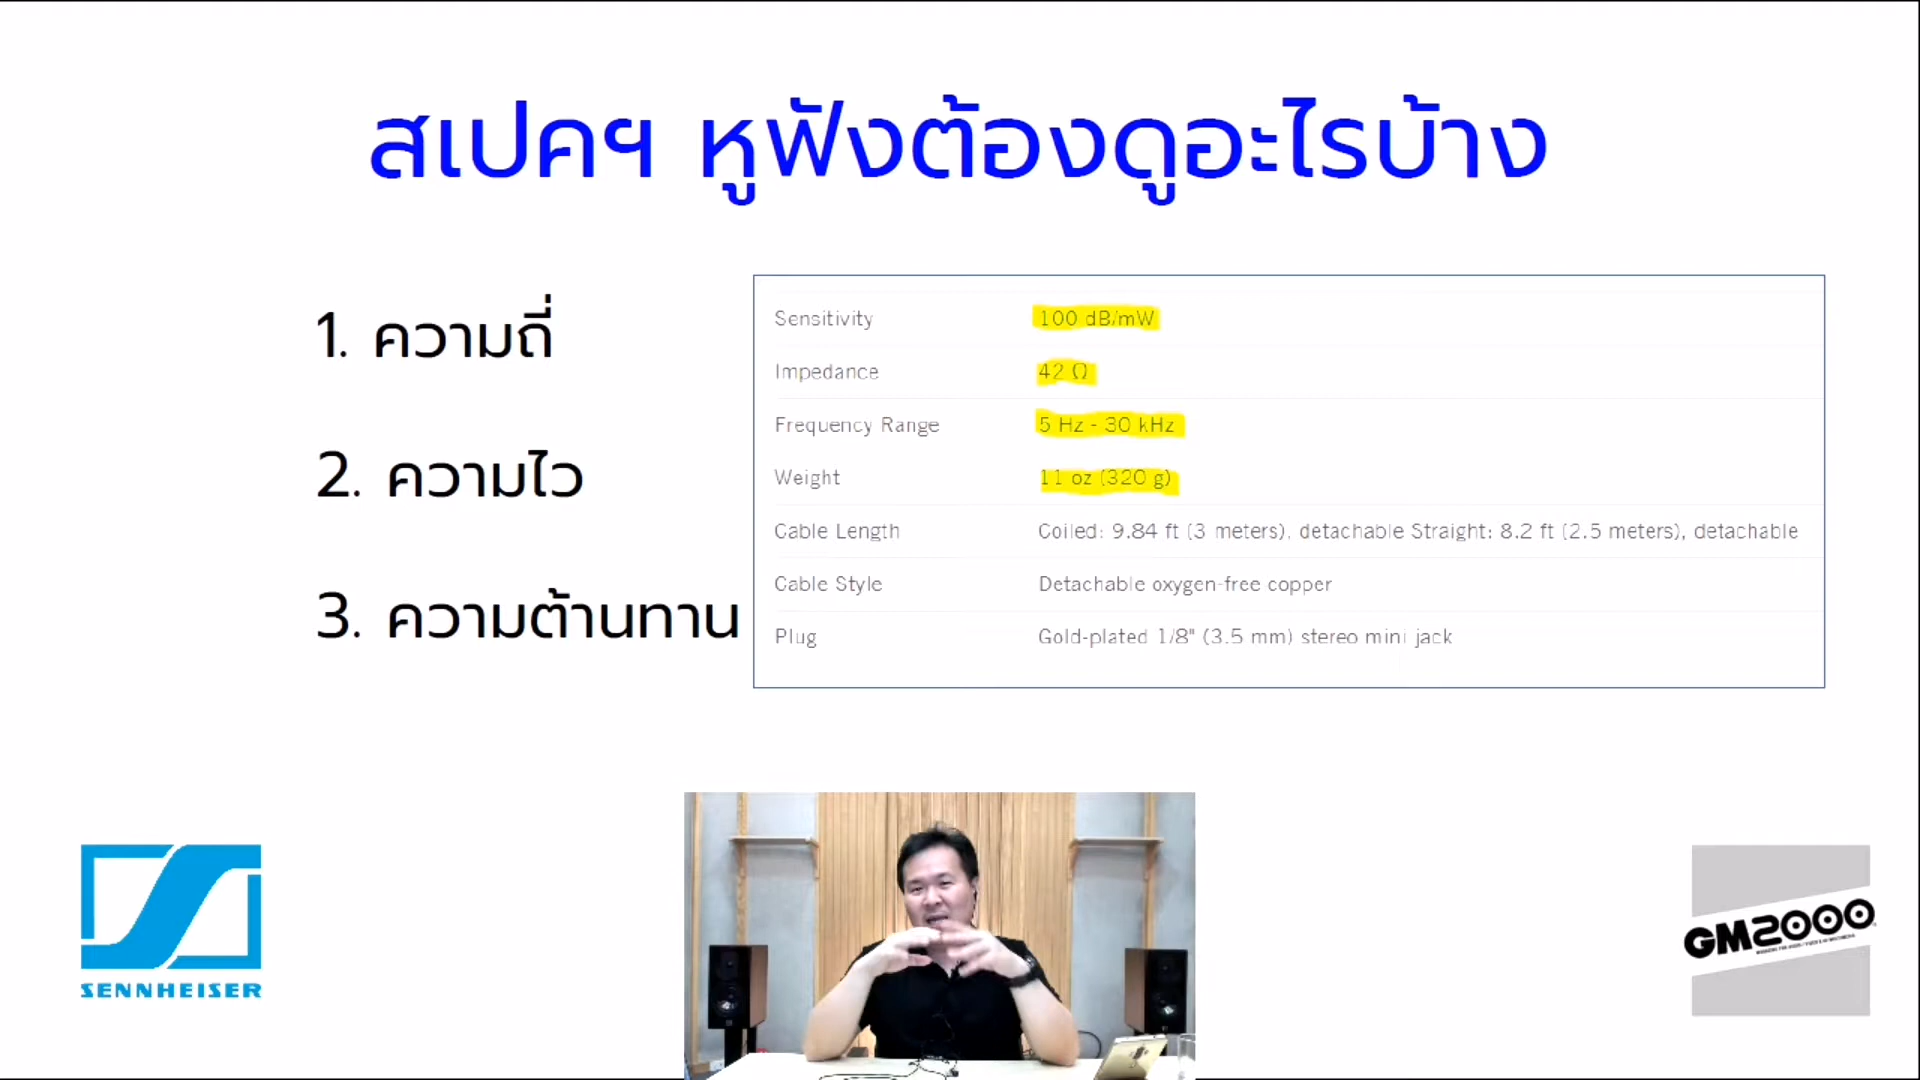 สเปคฯ หูฟังต้องดูอะไรบ้าง
1. ความถี่
2. ความไว
3. ความต้านทาน
Sensitivity 100 dB/mW
Impedance 42 Ω
Frequency Range 5 Hz - 30 kHz
Weight 11 oz (320 g)
Cable Length Coiled: 9.84 ft (3 meters), detachable Straight: 8.2 ft (2.5 meters), detachable
Cable Style Detachable oxygen-free copper
Plug Gold-plated 1/8" (3.5 mm) stereo mini jack
SENNHEISER
GM2000